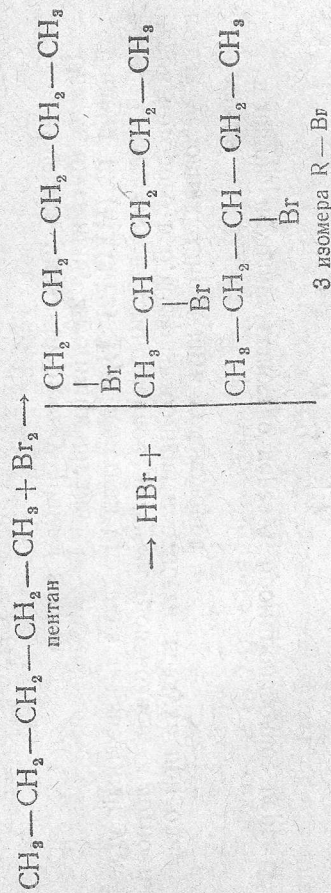 CH₃—CH₂—CH₂—CH₂—CH₃ + Br₂ →
пентан
CH₂—CH₂—CH₂—CH₂—CH₃
Br
→ HBr +
CH₃—CH—CH₂—CH₂—CH₃
Br
CH₃—CH₂—CH—CH₂—CH₃
Br
3 изомера R—Br